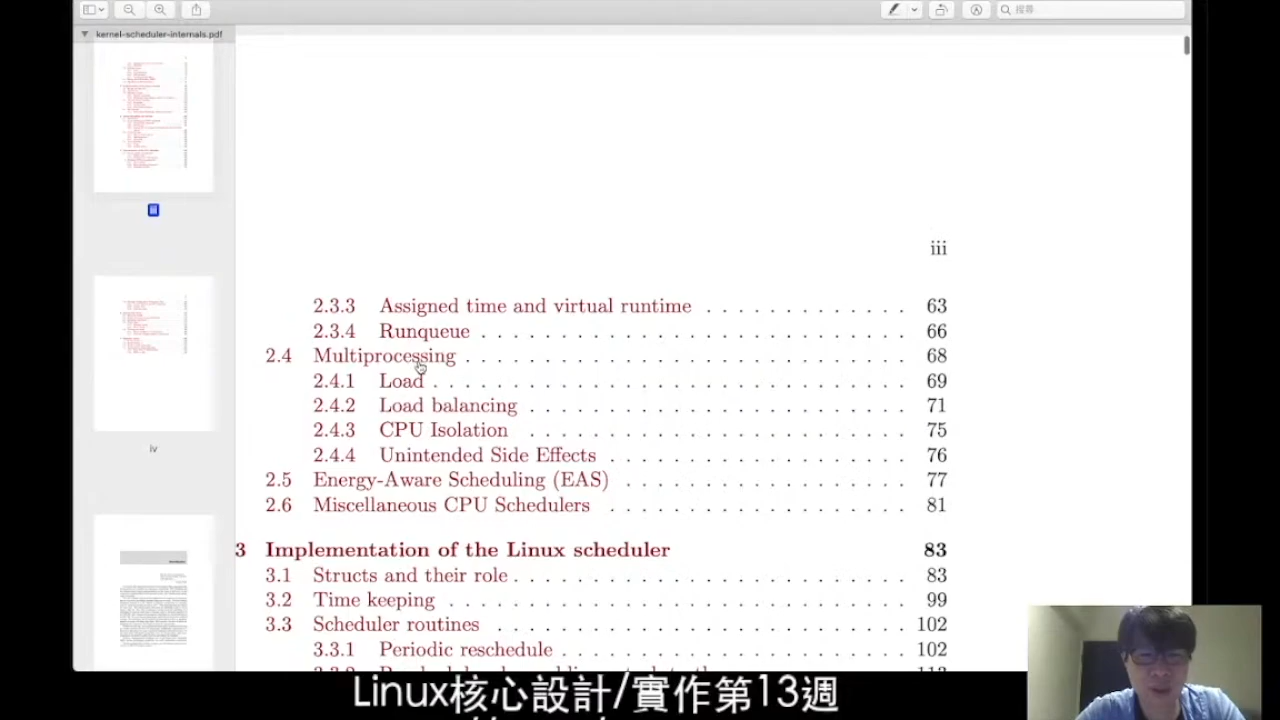 搜尋
kernel-scheduler-internals.pdf
iii
2.3.3 Assigned time and virtual runtime . . . . . . . . . . . . . 63
2.3.4 Runqueue . . . . . . . . . . . . . . . . . . . . . . . 66
2.4 Multiprocessing . . . . . . . . . . . . . . . . . . . . . . . . 68
2.4.1 Load . . . . . . . . . . . . . . . . . . . . . . . . . . 69
2.4.2 Load balancing . . . . . . . . . . . . . . . . . . . . . 71
2.4.3 CPU Isolation . . . . . . . . . . . . . . . . . . . . . 75
2.4.4 Unintended Side Effects . . . . . . . . . . . . . . . . . 76
2.5 Energy-Aware Scheduling (EAS) . . . . . . . . . . . . . . . . 77
2.6 Miscellaneous CPU Schedulers . . . . . . . . . . . . . . . . . 81
3 Implementation of the Linux scheduler 83
3.1 Structs and their role . . . . . . . . . . . . . . . . . . . . . . 83
3.2 Time keeping . . . . . . . . . . . . . . . . . . . . . . . . . 99
3.3 Scheduler routines . . . . . . . . . . . . . . . . . . . . . . . 102
3.3.1 Periodic reschedule . . . . . . . . . . . . . . . . . . . 102
iv
Linux核心設計/實作第13週